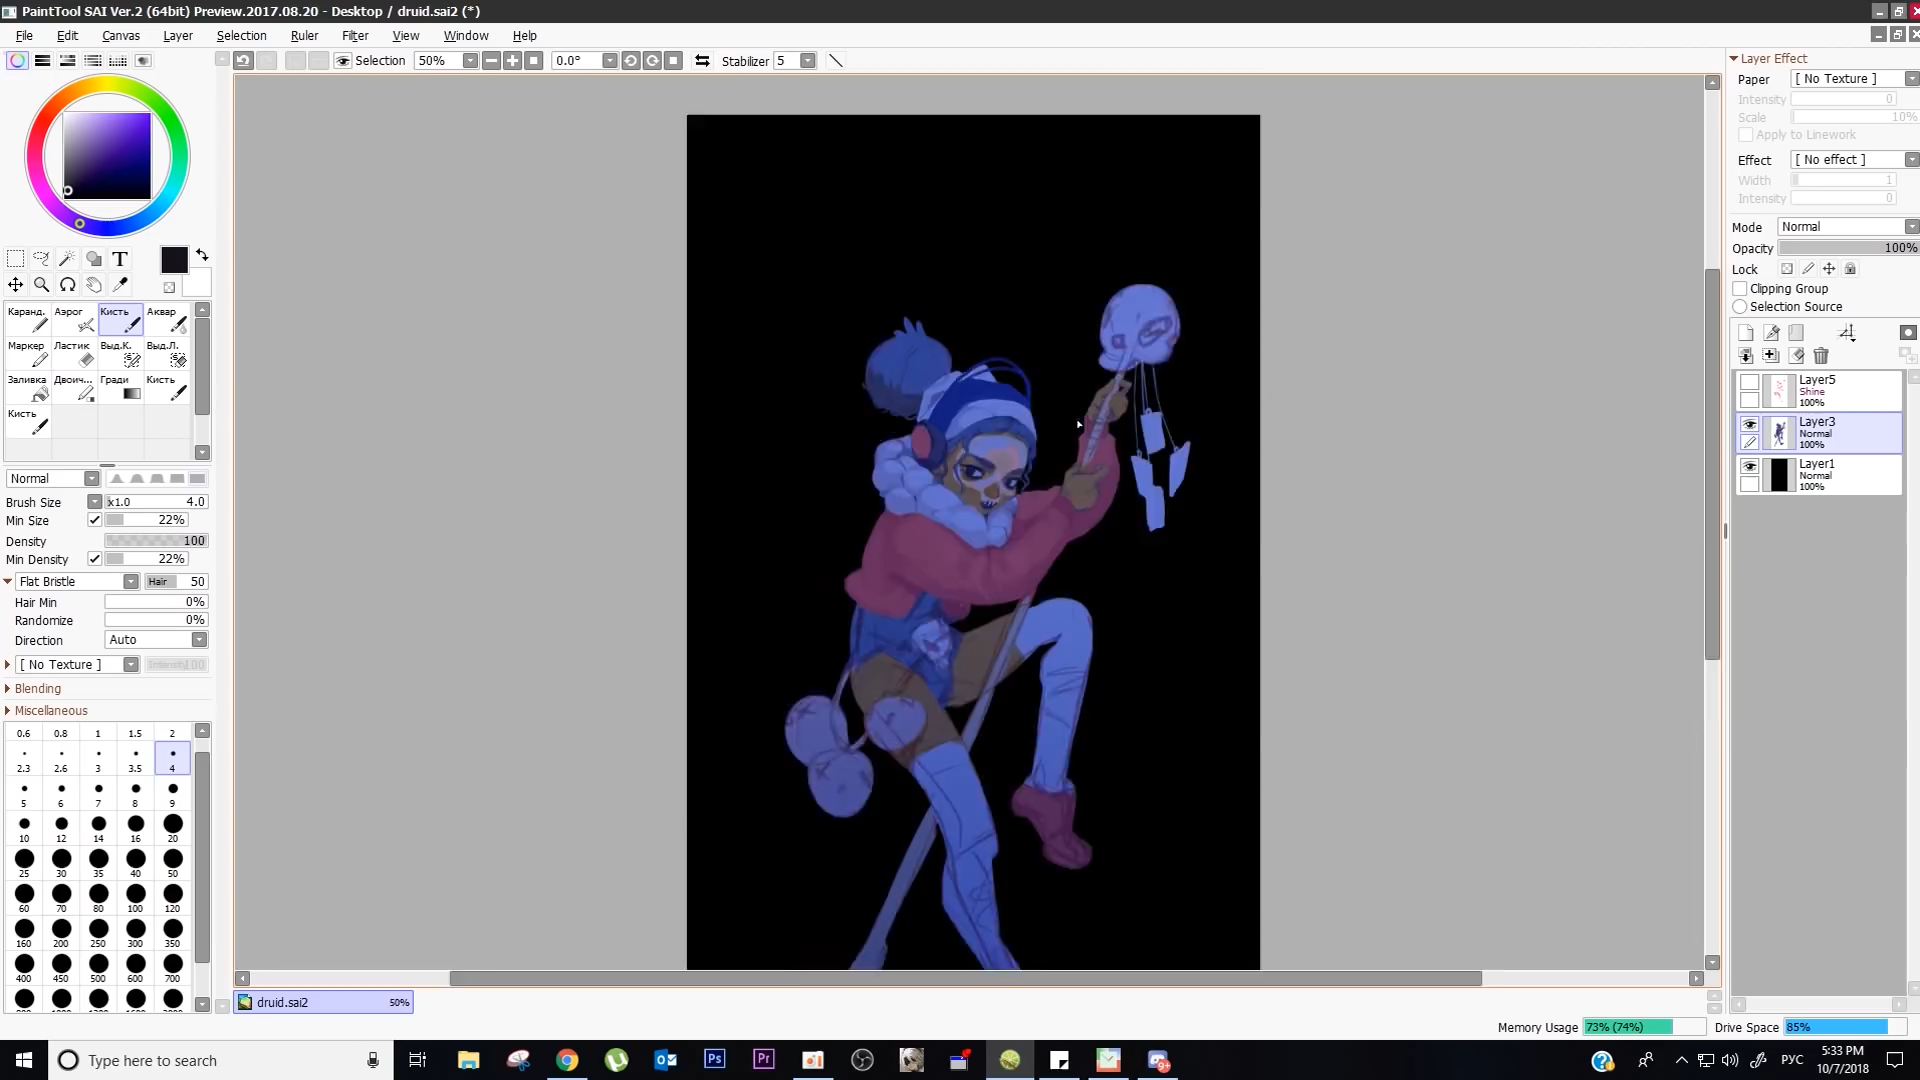 PaintTool SAI Ver.2 (64bit) Preview.2017.08.20 - Desktop / druid.sai2 (*)
File Edit Canvas Layer Selection Ruler Filter View Window Help
Selection 50% 0.0° Stabilizer 5
Layer Effect
Paper [ No Texture ]
Intensity 0
Scale 10%
Apply to Linework
Effect [ No effect ]
Width 1
Intensity 0
Mode Normal
Opacity 100%
Lock
Clipping Group
Selection Source
Layer5
Shine
100%
Layer3
Normal
100%
Layer1
Normal
100%
T
Каранд. Аэрог Кисть Аквар
Маркер Ластик Выд.К. Выд.Л.
Заливка Двоич... Гради Кисть
Кисть
Normal
Brush Size x1.0 4.0
Min Size 22%
Density 100
Min Density 22%
Flat Bristle Hair 50
Hair Min 0%
Randomize 0%
Direction Auto
[ No Texture ]
Blending
Miscellaneous
0.6 0.8 1 1.5 2
2.3 2.6 3 3.5 4
5 6 7 8 9
10 12 14 16 20
25 30 35 40 50
60 70 80 100 120
160 200 250 300 350
400 450 500 600 700
druid.sai2 50%
Memory Usage 73% (74%) Drive Space 85%
Type here to search
Ps Pr
РУС
5:33 PM
10/7/2018